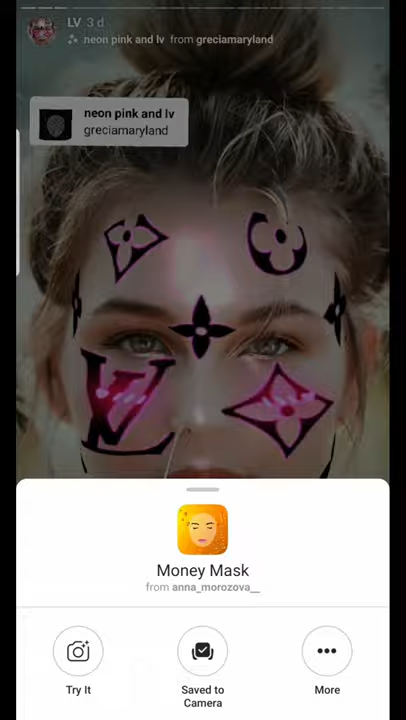 LV 3 d
neon pink and lv from greciamaryland
neon pink and lv
greciamaryland
LV
Money Mask
from anna_morozova__
Try It
Saved to
Camera
More